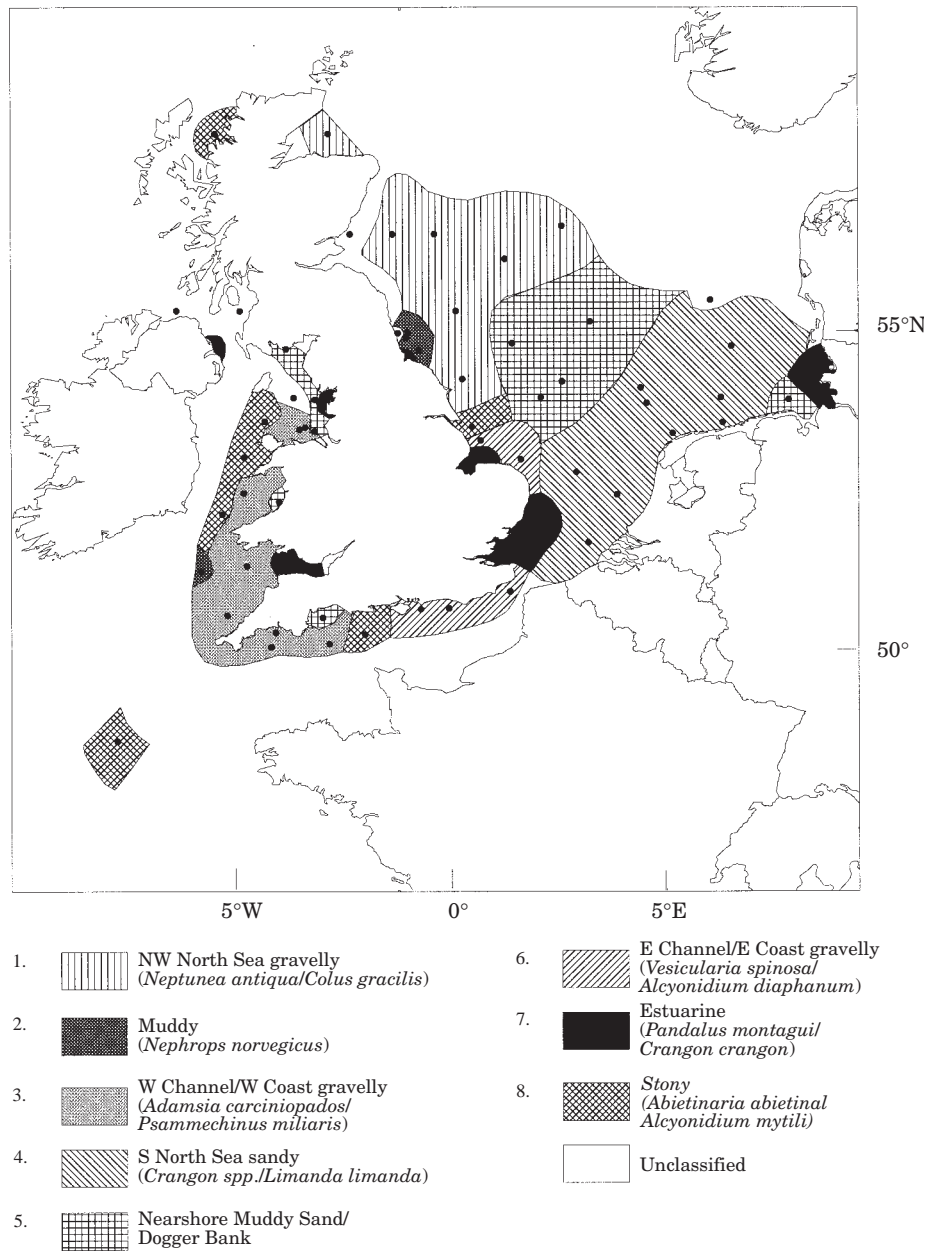 55°N
50°
5°W
0°
5°E
1.
NW North Sea gravelly
(Neptunea antiqua/Colus gracilis)
2.
Muddy
(Nephrops norvegicus)
3.
W Channel/W Coast gravelly
(Adamsia carciniopados/
Psammechinus miliaris)
4.
S North Sea sandy
(Crangon spp./Limanda limanda)
5.
Nearshore Muddy Sand/
Dogger Bank
6.
E Channel/E Coast gravelly
(Vesicularia spinosa/
Alcyonidium diaphanum)
7.
Estuarine
(Pandalus montagui/
Crangon crangon)
8.
Stony
(Abietinaria abietinal
Alcyonidium mytili)
Unclassified